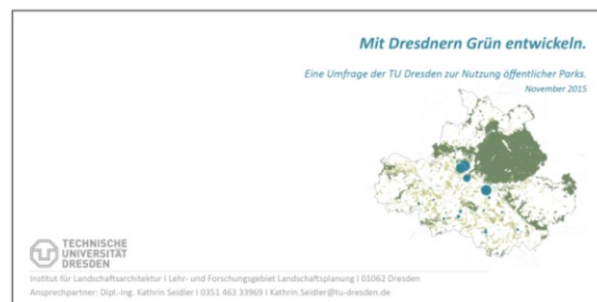 Mit Dresdnern Grün entwickeln.
Eine Umfrage der TU Dresden zur Nutzung öffentlicher Parks.
November 2015
TECHNISCHE
UNIVERSITÄT
DRESDEN
Institut für Landschaftsarchitektur I Lehr- und Forschungsgebiet Landschaftsplanung I 01062 Dresden
Ansprechpartner: Dipl.-Ing. Kathrin Seidler I 0351 463 33969 I Kathrin.Seidler@tu-dresden.de